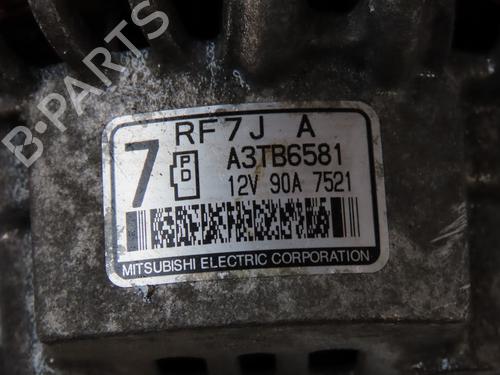 B-PARTS
RF7J A
7 P D A3TB6581
12V 90A 7521
MITSUBISHI ELECTRIC CORPORATION